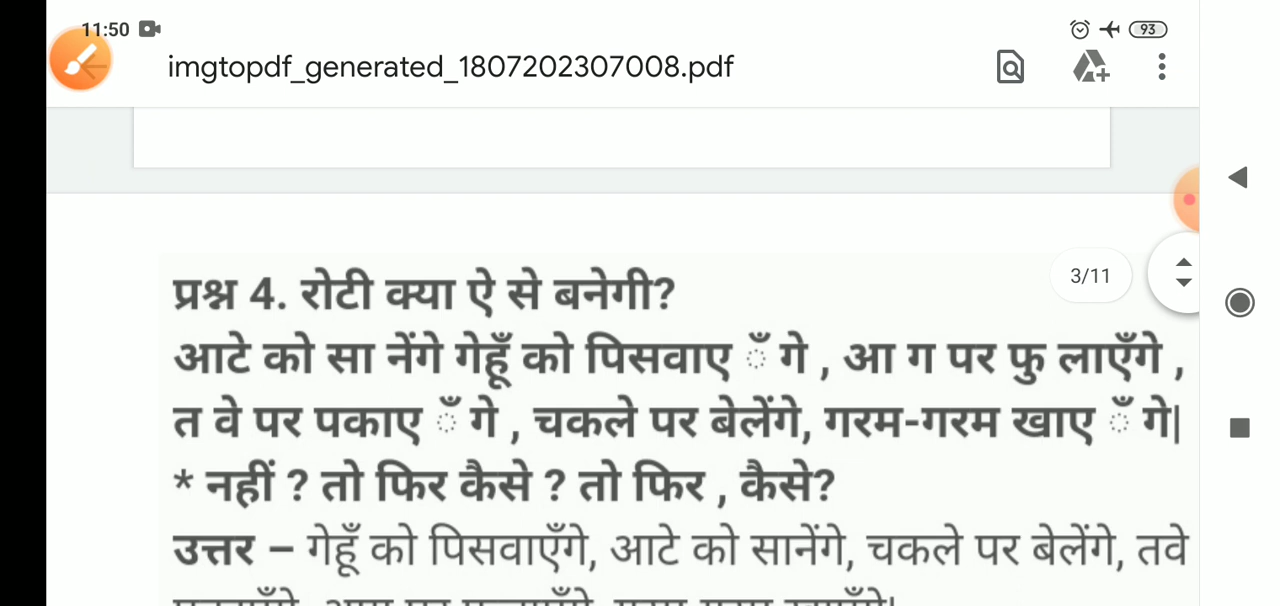 11:50
93
imgtopdf_generated_1807202307008.pdf
3/11
प्रश्न 4. रोटी क्या ऐ से बनेगी?
आटे को सा नेंगे गेहूँ को पिसवाए ँ गे , आ ग पर फु लाएँगे ,
त वे पर पकाए ँ गे , चकले पर बेलेंगे, गरम-गरम खाए ँ गे|
* नहीं ? तो फिर कैसे ? तो फिर , कैसे?
उत्तर – गेहूँ को पिसवाएँगे, आटे को सानेंगे, चकले पर बेलेंगे, तवे